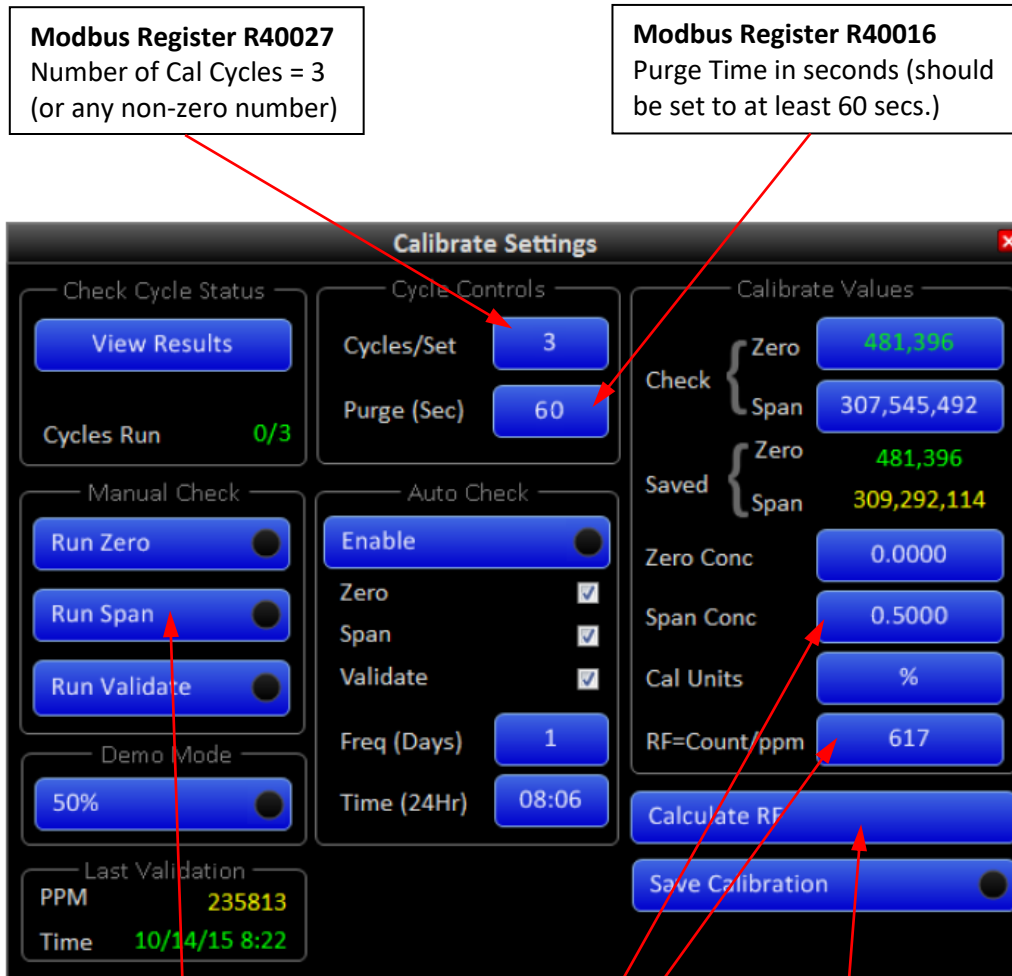 Modbus Register R40027
Number of Cal Cycles = 3
(or any non-zero number)
Modbus Register R40016
Purge Time in seconds (should
be set to at least 60 secs.)
Calibrate Settings
Check Cycle Status
View Results
Cycles Run 0/3
Manual Check
Run Zero
Run Span
Run Validate
Demo Mode
50%
Last Validation
PPM 235813
Time 10/14/15 8:22
Cycle Controls
Cycles/Set 3
Purge (Sec) 60
Auto Check
Enable
Zero
Span
Validate
Freq (Days) 1
Time (24Hr) 08:06
Calibrate Values
Check
Zero 481,396
Span 307,545,492
Saved
Zero 481,396
Span 309,292,114
Zero Conc 0.0000
Span Conc 0.5000
Cal Units %
RF=Count/ppm 617
Calculate RF
Save Calibration